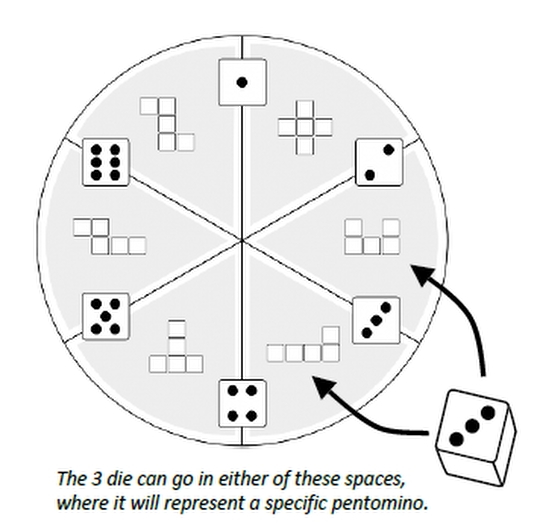 The 3 die can go in either of these spaces,
where it will represent a specific pentomino.